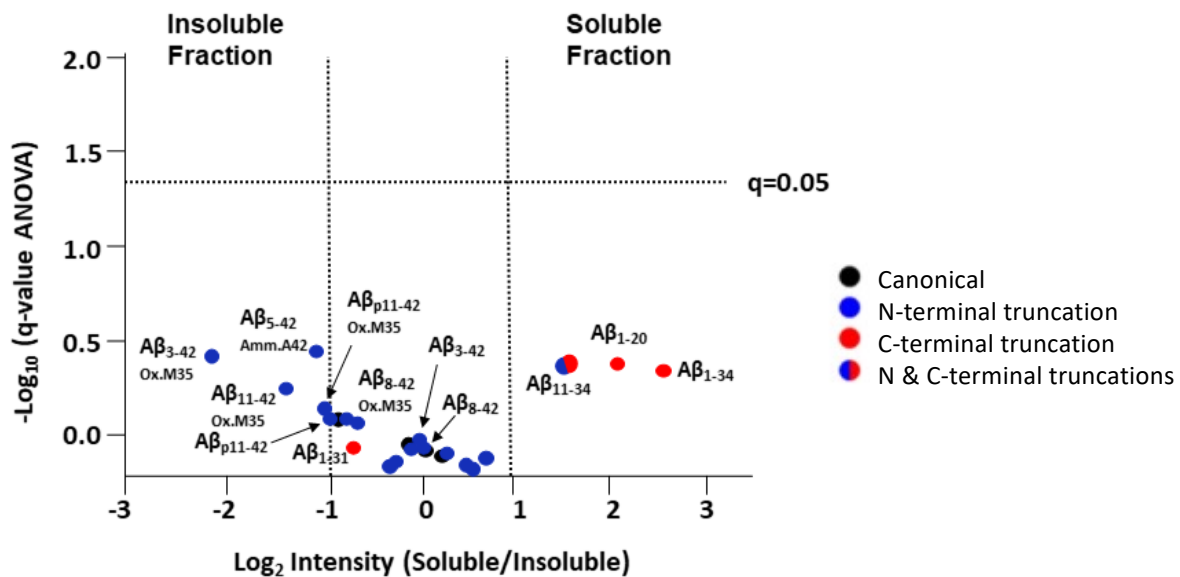 Insoluble
Fraction
Soluble
Fraction
2.0
1.5
1.0
0.5
0.0
-Log10 (q-value ANOVA)
q=0.05
Aβ3-42
Ox.M35
Aβ5-42
Amm.A42
Aβp11-42
Ox.M35
Aβ11-42
Ox.M35
Aβp11-42
Aβ8-42
Ox.M35
Aβ1-31
Aβ3-42
Aβ8-42
Aβ11-34
Aβ1-20
Aβ1-34
Canonical
N-terminal truncation
C-terminal truncation
N & C-terminal truncations
-3 -2 -1 0 1 2 3
Log2 Intensity (Soluble/Insoluble)